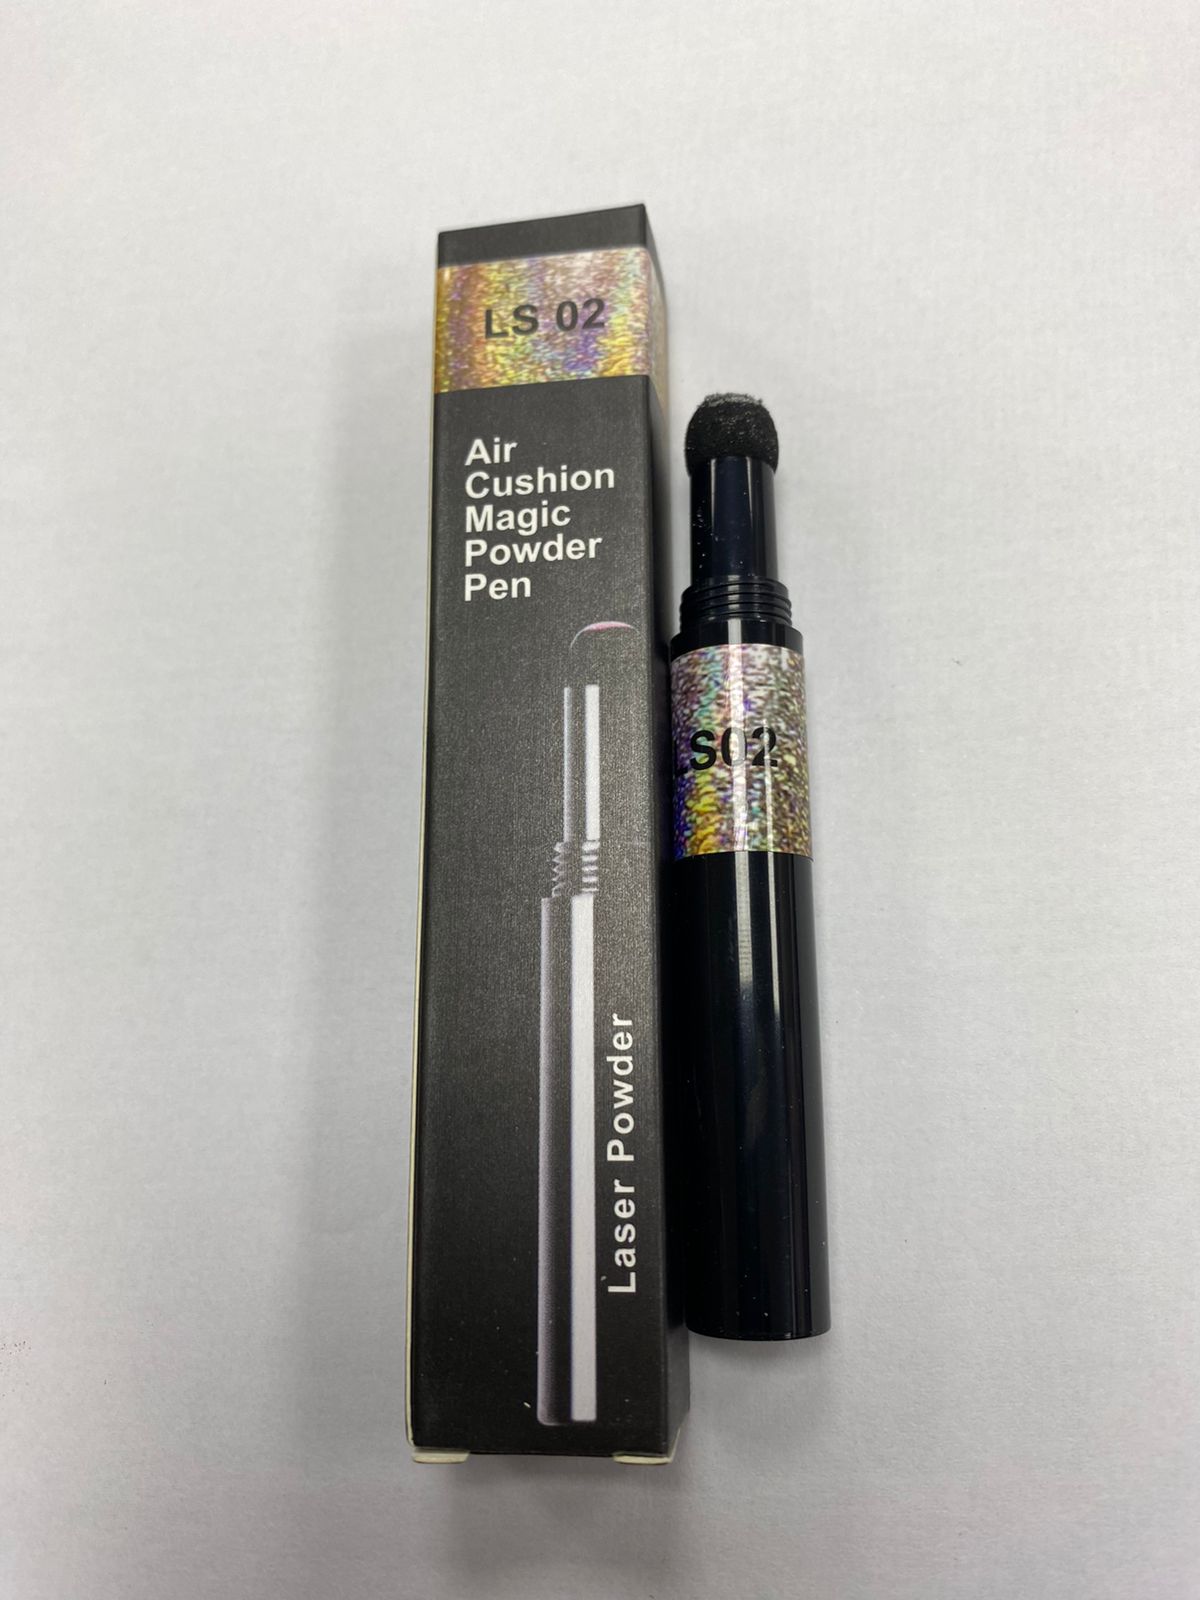 LS 02
Air
Cushion
Magic
Powder
Pen
Laser Powder
LS02